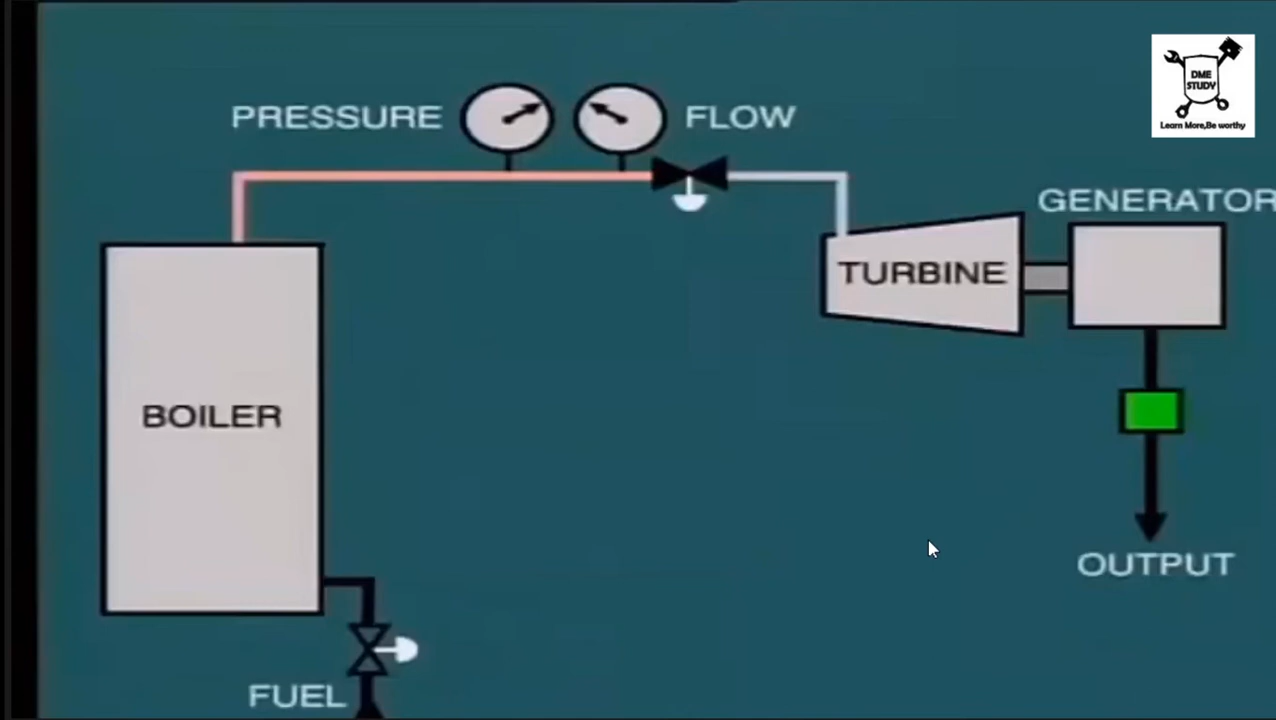 PRESSURE
FLOW
DME
STUDY
Learn More,Be worthy
GENERATOR
TURBINE
BOILER
OUTPUT
FUEL